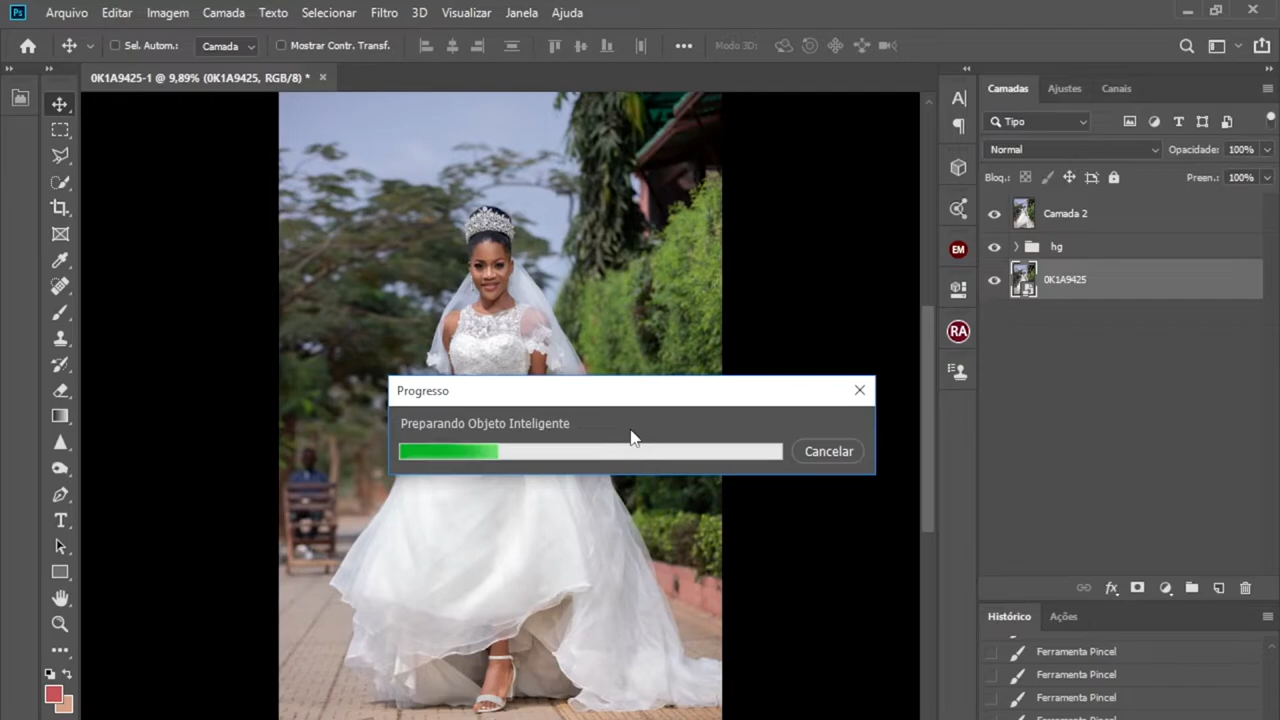 Ps Arquivo Editar Imagem Camada Texto Selecionar Filtro 3D Visualizar Janela Ajuda
Sel. Autom.: Camada Mostrar Contr. Transf. Modo 3D:
0K1A9425-1 @ 9,89% (0K1A9425, RGB/8) *
Camadas Ajustes Canais
Tipo
Normal Opacidade: 100%
Bloq.: Preen.: 100%
Camada 2
hg
EM
0K1A9425
RA
Progresso
Preparando Objeto Inteligente
Cancelar
Histórico Ações
Ferramenta Pincel
Ferramenta Pincel
Ferramenta Pincel